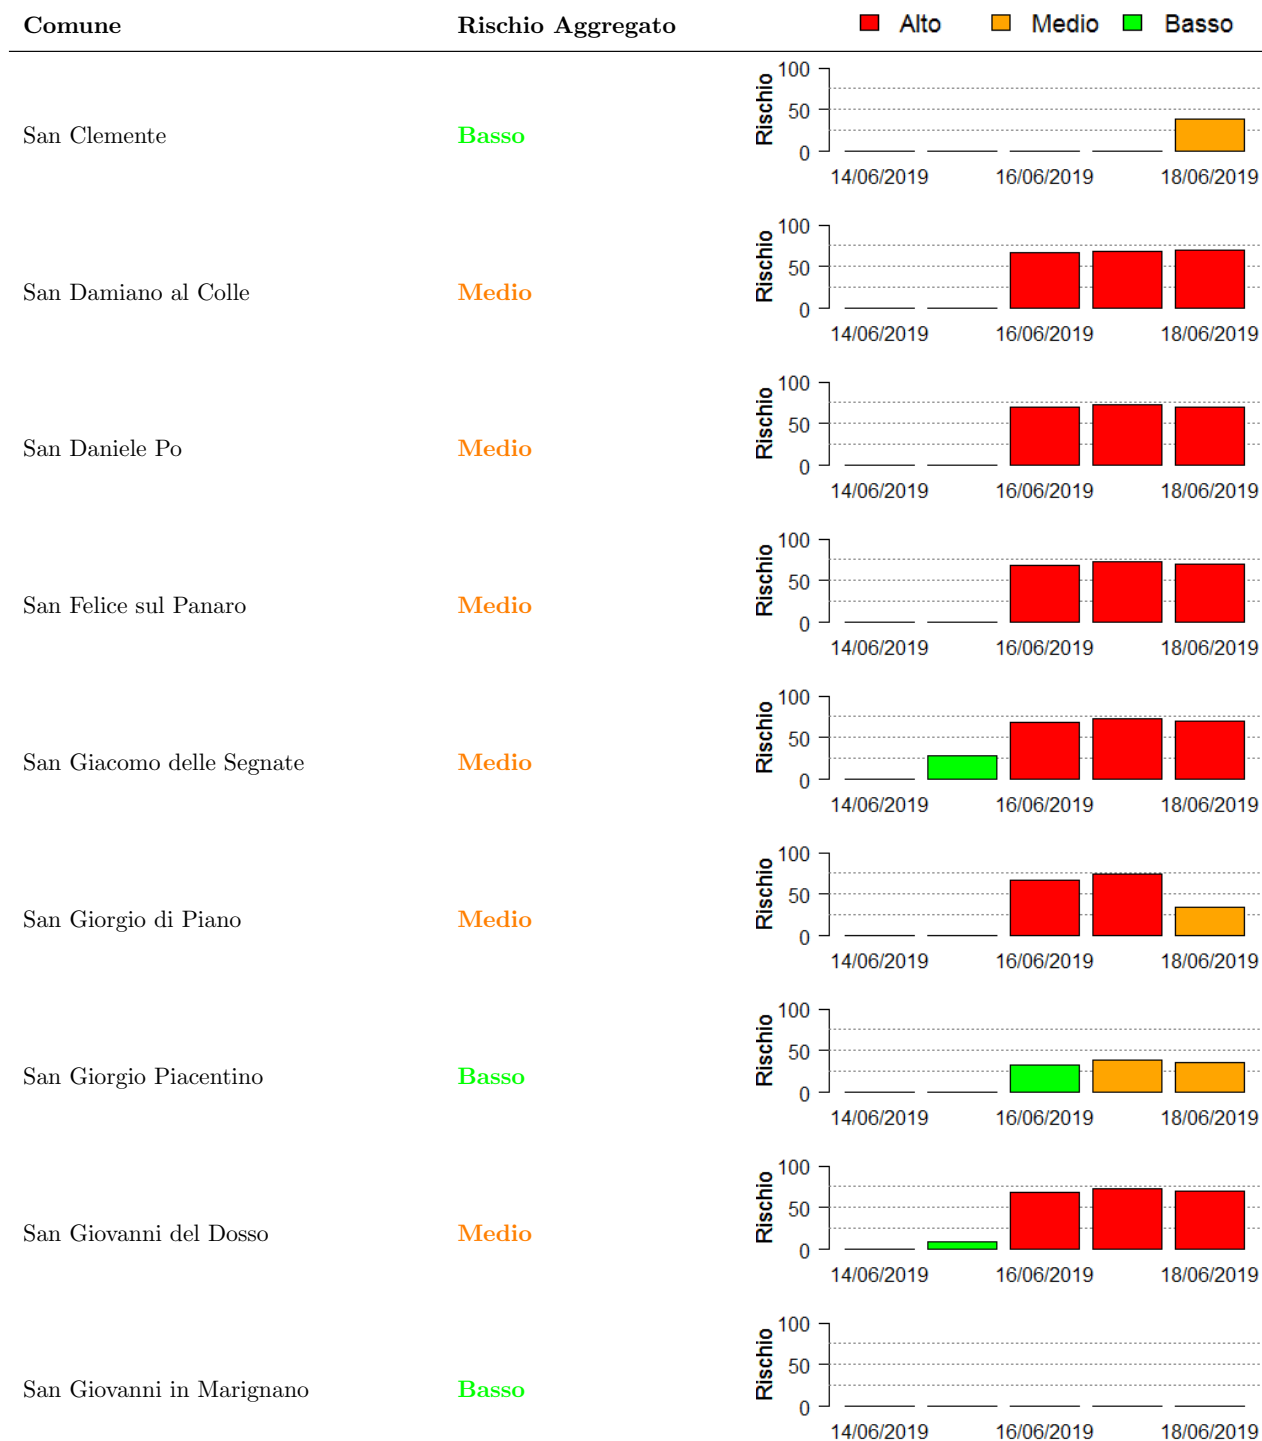 Comune Rischio Aggregato Alto Medio Basso
100
50
0
Rischio
San Clemente Basso
14/06/2019 16/06/2019 18/06/2019
100
50
0
Rischio
San Damiano al Colle Medio
14/06/2019 16/06/2019 18/06/2019
100
50
0
Rischio
San Daniele Po Medio
14/06/2019 16/06/2019 18/06/2019
100
50
0
Rischio
San Felice sul Panaro Medio
14/06/2019 16/06/2019 18/06/2019
100
50
0
Rischio
San Giacomo delle Segnate Medio
14/06/2019 16/06/2019 18/06/2019
100
50
0
Rischio
San Giorgio di Piano Medio
14/06/2019 16/06/2019 18/06/2019
100
50
0
Rischio
San Giorgio Piacentino Basso
14/06/2019 16/06/2019 18/06/2019
100
50
0
Rischio
San Giovanni del Dosso Medio
14/06/2019 16/06/2019 18/06/2019
100
50
0
Rischio
San Giovanni in Marignano Basso
14/06/2019 16/06/2019 18/06/2019